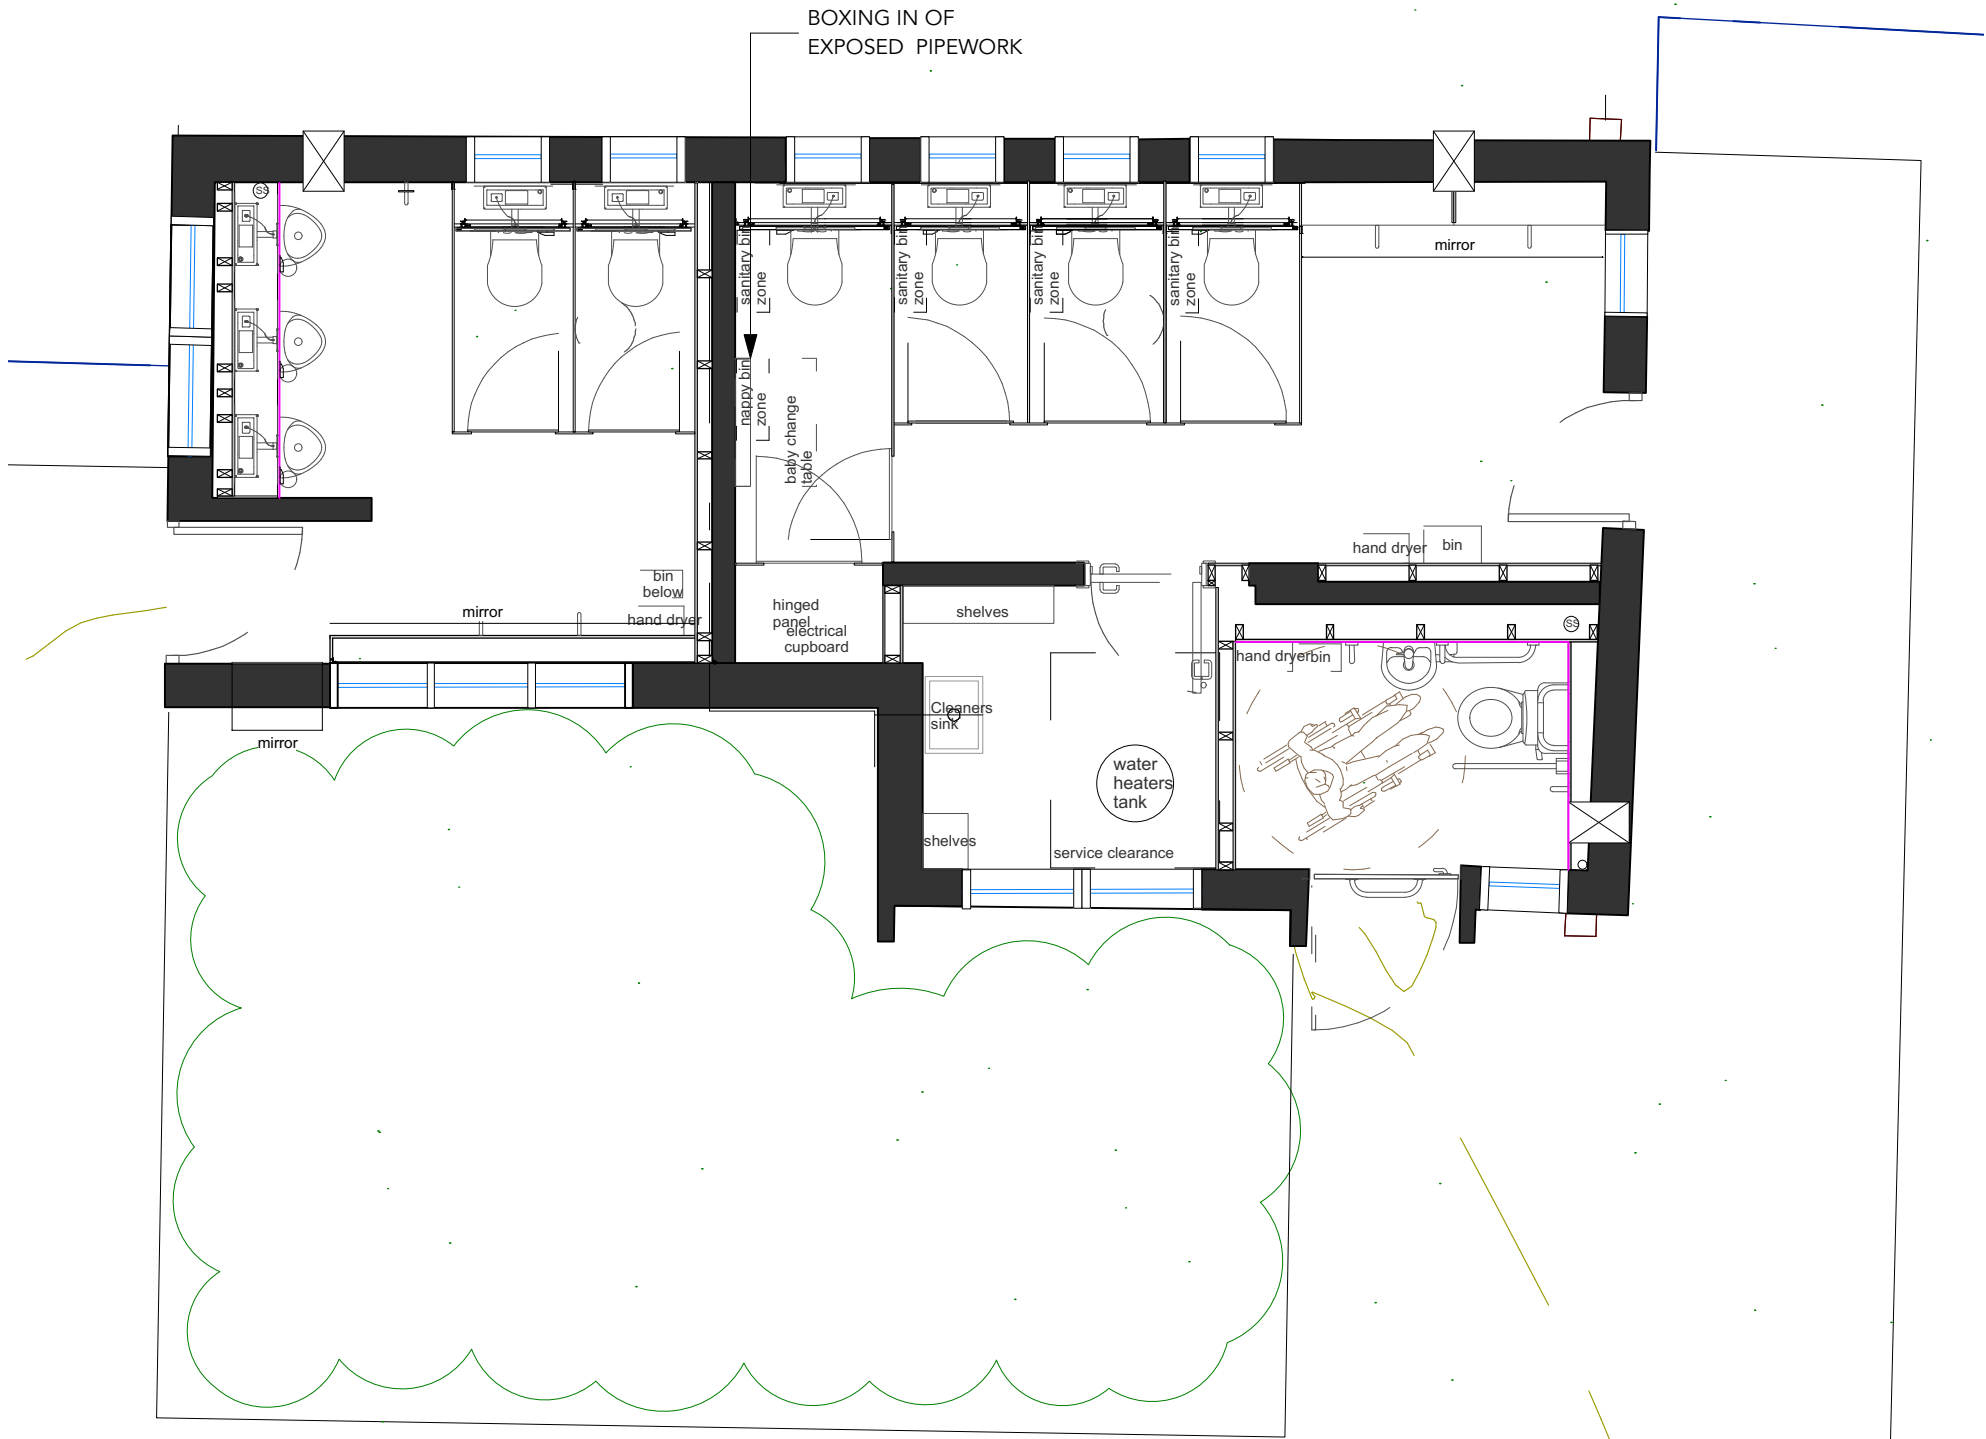 BOXING IN OF
EXPOSED PIPEWORK
SS
sanitary bin
zone
sanitary bin
zone
sanitary bin
zone
sanitary bin
zone
mirror
nappy bin
zone
baby change
table
hand dryer
bin
bin
below
hand dryer
mirror
hinged
panel
electrical
cupboard
shelves
SS
hand dryer
bin
Cleaners
sink
mirror
water
heaters
tank
shelves
service clearance